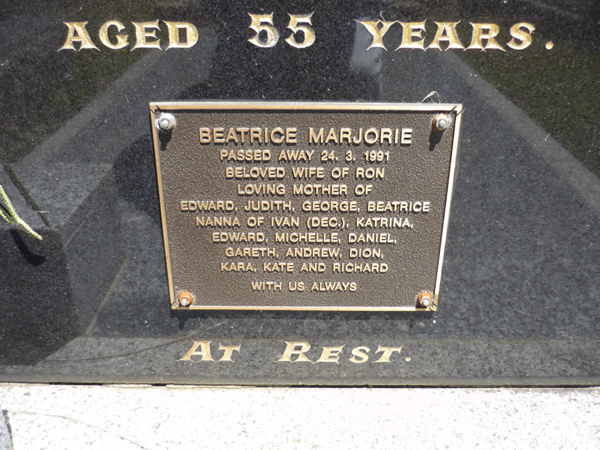 AGED 55 YEARS.
BEATRICE MARJORIE
PASSED AWAY 24. 3. 1991
BELOVED WIFE OF RON
LOVING MOTHER OF
EDWARD, JUDITH, GEORGE, BEATRICE
NANNA OF IVAN (DEC.), KATRINA,
EDWARD, MICHELLE, DANIEL,
GARETH, ANDREW, DION,
KARA, KATE AND RICHARD
WITH US ALWAYS
AT REST.